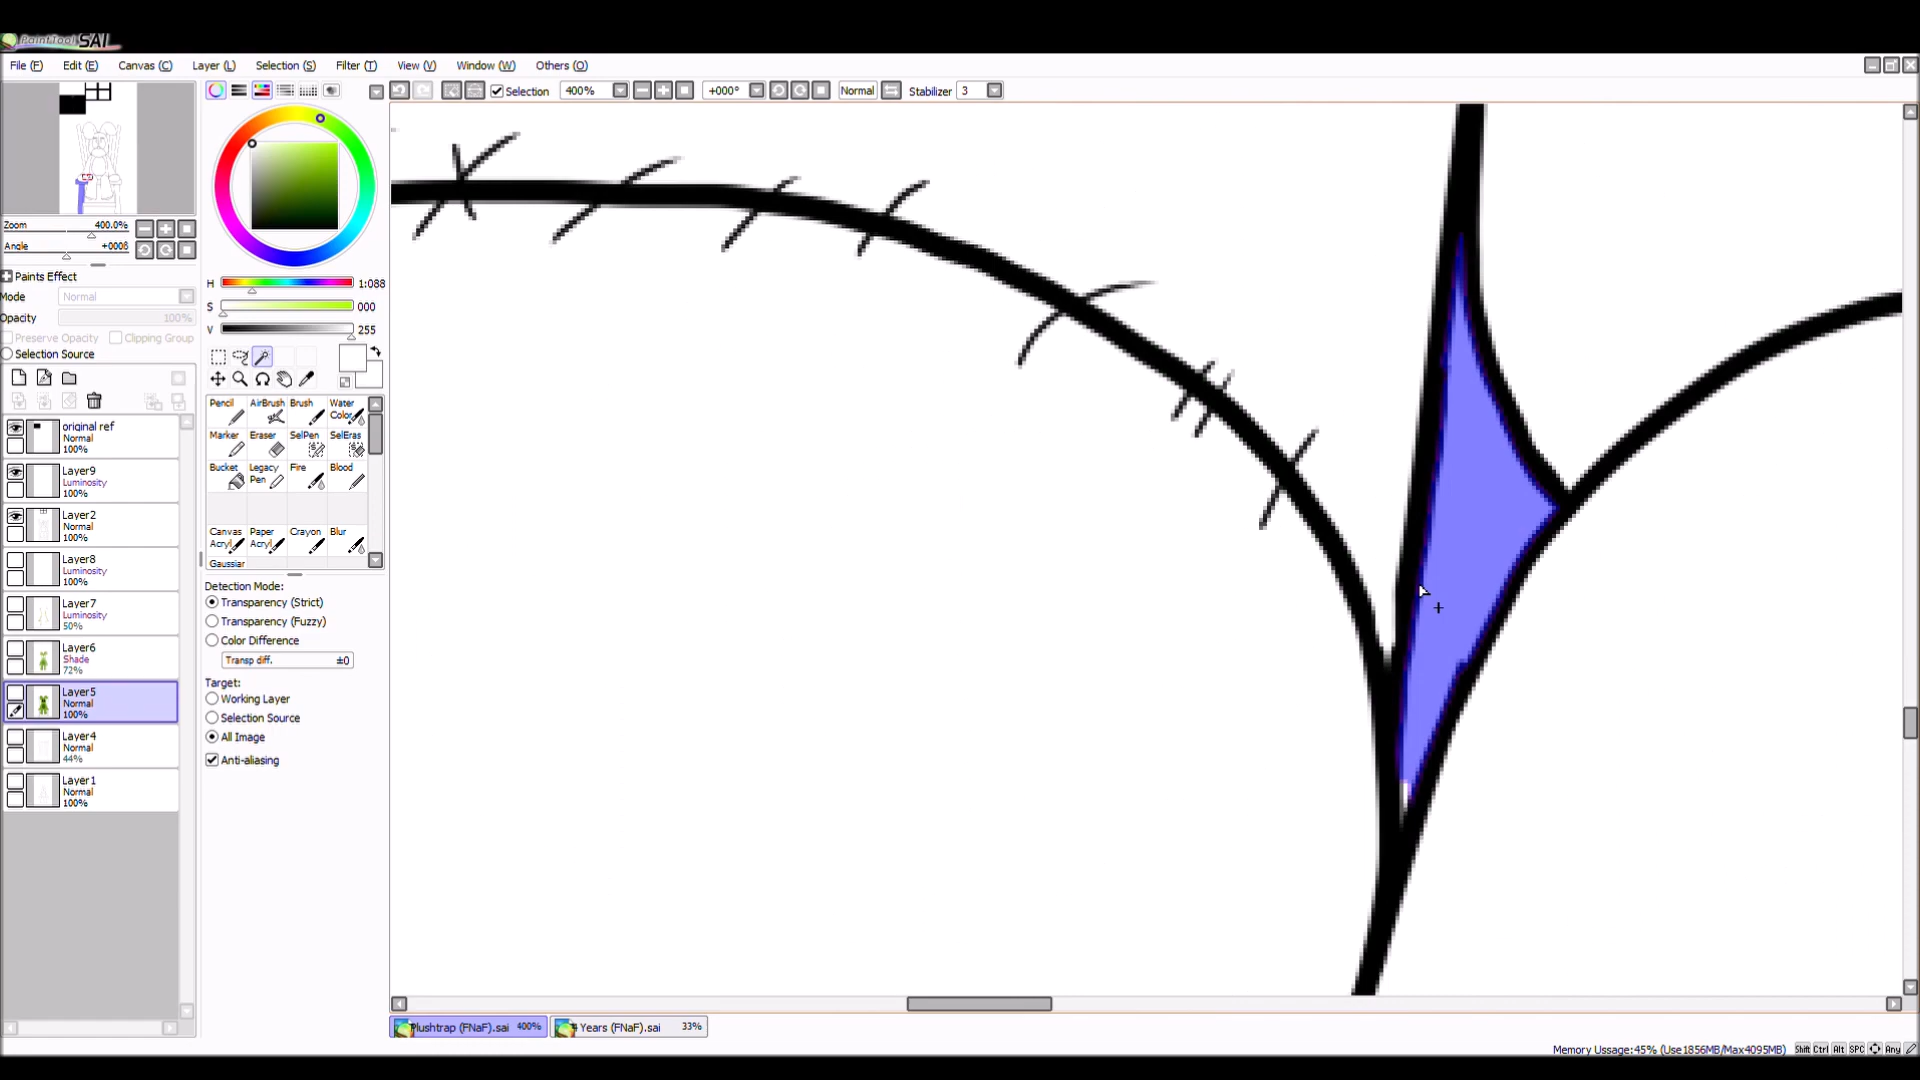 PaintTool SAI
File (F) Edit (E) Canvas (C) Layer (L) Selection (S) Filter (T) View (V) Window (W) Others (O)
Selection 400% +000° Normal Stabilizer 3
Zoom 400.0%
Angle +000ß
Paints Effect
Mode Normal
Opacity 100%
Preserve Opacity Clipping Group
Selection Source
original ref
Normal
100%
Layer9
Luminosity
100%
Layer2
Normal
100%
Layer8
Luminosity
100%
Layer7
Luminosity
50%
Layer6
Shade
72%
Layer5
Normal
100%
Layer4
Normal
44%
Layer1
Normal
100%
H 1:088
S 000
V 255
Pencil AirBrush Brush Water Color
Marker Eraser SelPen SelEras
Bucket Legacy Pen Fire Blood
Canvas Acryl Paper Acryl Crayon Blur
Gaussiar
Detection Mode:
Transparency (Strict)
Transparency (Fuzzy)
Color Difference
Transp diff. ±0
Target:
Working Layer
Selection Source
All Image
Anti-aliasing
Plushtrap (FNaF).sai 400% Years (FNaF).sai 33%
Memory Ussage:45% (Use1856MB/Max4095MB) Shift Ctrl Alt SPC Any